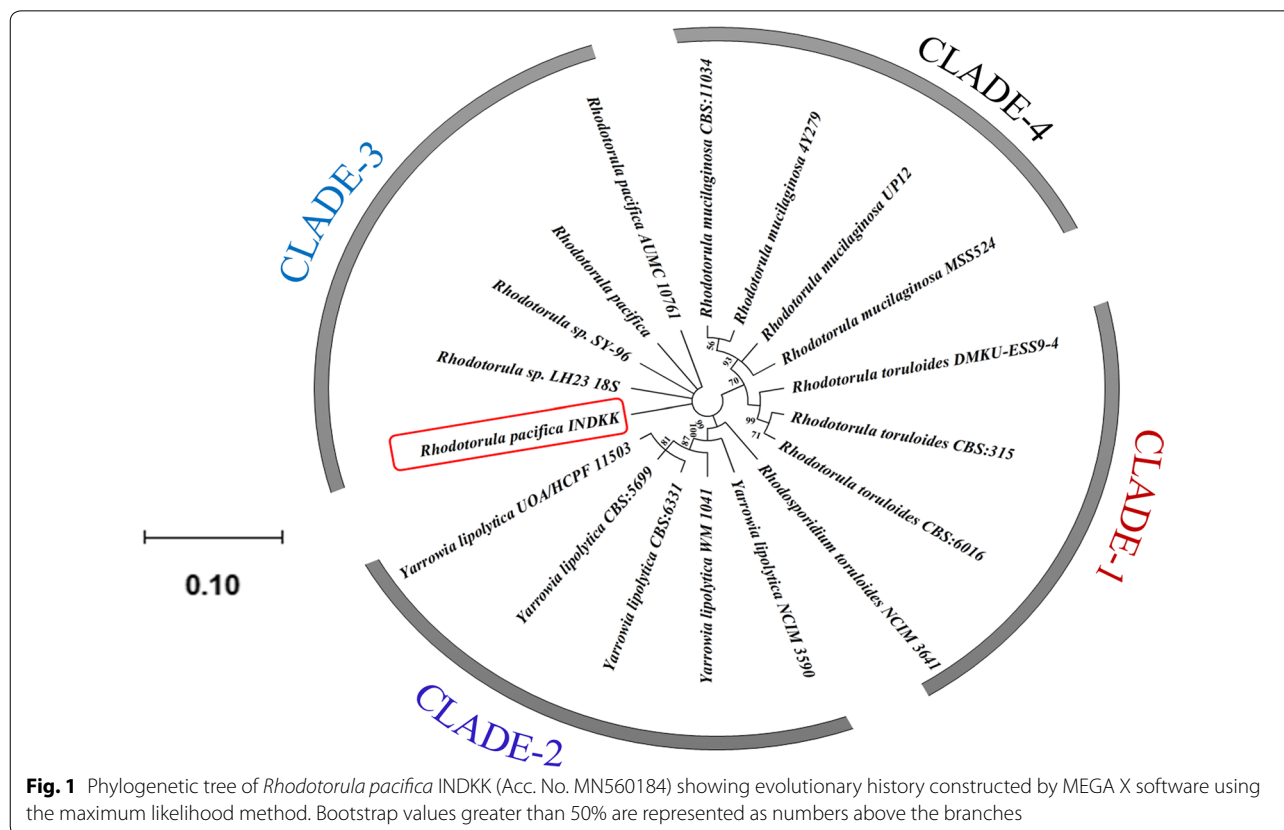 CLADE-3
CLADE-4
CLADE-1
CLADE-2
Rhodotorula pacifica AUMC 10761
Rhodotorula pacifica
Rhodotorula sp. SY-96
Rhodotorula sp. LH23 18S
Rhodotorula pacifica INDKK
Rhodotorula mucilaginosa CBS:11034
Rhodotorula mucilaginosa 4Y279
Rhodotorula mucilaginosa UP12
Rhodotorula mucilaginosa MSS524
Rhodotorula toruloides DMKU-ESS9-4
Rhodotorula toruloides CBS:315
Rhodotorula toruloides CBS:6016
Rhodosporidium toruloides NCIM 3641
Yarrowia lipolytica NCIM 3590
Yarrowia lipolytica WM 1041
Yarrowia lipolytica CBS:6331
Yarrowia lipolytica CBS:5699
Yarrowia lipolytica UOA/HCPF 11503
56
93
70
99
71
69
100
87
81
0.10
Fig. 1 Phylogenetic tree of Rhodotorula pacifica INDKK (Acc. No. MN560184) showing evolutionary history constructed by MEGA X software using
the maximum likelihood method. Bootstrap values greater than 50% are represented as numbers above the branches